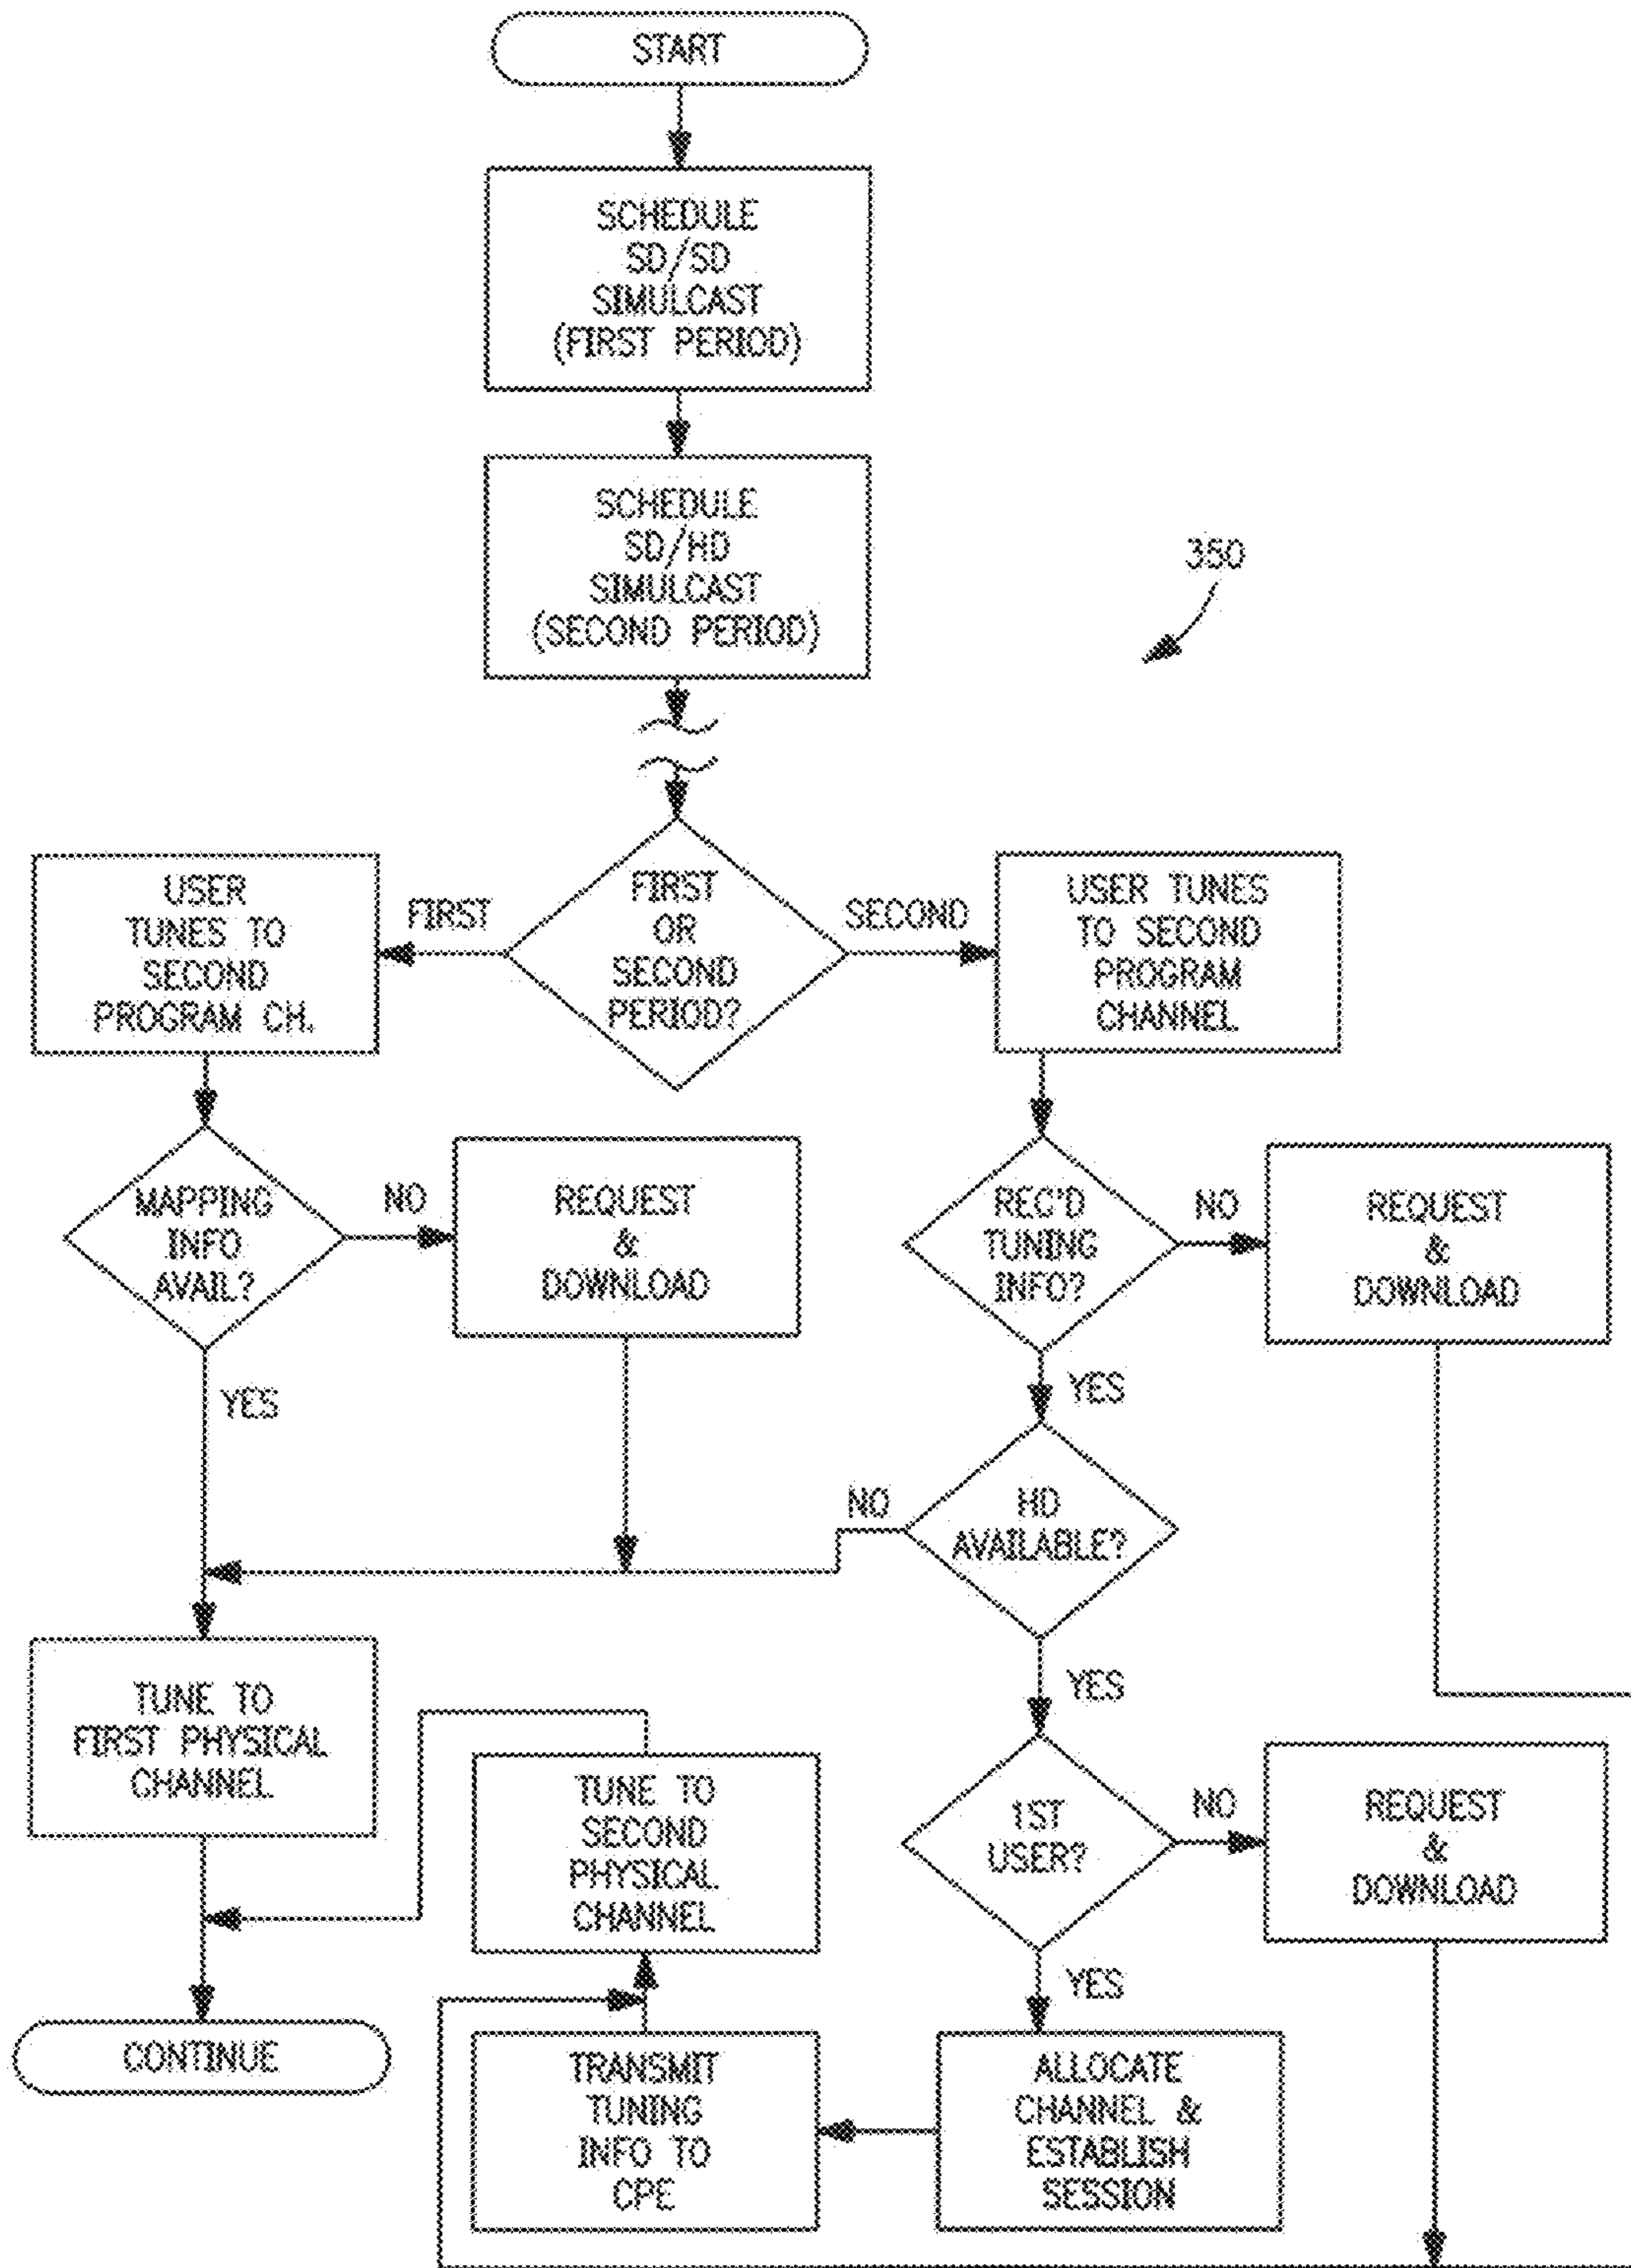 START
SCHEDULE
SD/SD
SIMULCAST
(FIRST PERIOD)
SCHEDULE
SD/HD
SIMULCAST
(SECOND PERIOD)
350
USER
TUNES TO
SECOND
PROGRAM CH.
FIRST
FIRST
OR
SECOND
PERIOD?
SECOND
USER TUNES
TO SECOND
PROGRAM
CHANNEL
MAPPING
INFO
AVAIL?
NO
REQUEST
&
DOWNLOAD
REC'D
TUNING
INFO?
NO
REQUEST
&
DOWNLOAD
YES
YES
NO
HD
AVAILABLE?
YES
TUNE TO
FIRST PHYSICAL
CHANNEL
TUNE TO
SECOND
PHYSICAL
CHANNEL
1ST
USER?
NO
REQUEST
&
DOWNLOAD
YES
CONTINUE
TRANSMIT
TUNING
INFO TO
CPE
ALLOCATE
CHANNEL &
ESTABLISH
SESSION